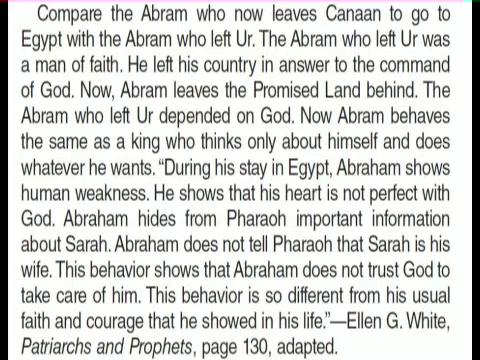 Compare the Abram who now leaves Canaan to go to
Egypt with the Abram who left Ur. The Abram who left Ur was
a man of faith. He left his country in answer to the command
of God. Now, Abram leaves the Promised Land behind. The
Abram who left Ur depended on God. Now Abram behaves
the same as a king who thinks only about himself and does
whatever he wants. “During his stay in Egypt, Abraham shows
human weakness. He shows that his heart is not perfect with
God. Abraham hides from Pharaoh important information
about Sarah. Abraham does not tell Pharaoh that Sarah is his
wife. This behavior shows that Abraham does not trust God to
take care of him. This behavior is so different from his usual
faith and courage that he showed in his life.”—Ellen G. White,
Patriarchs and Prophets, page 130, adapted.